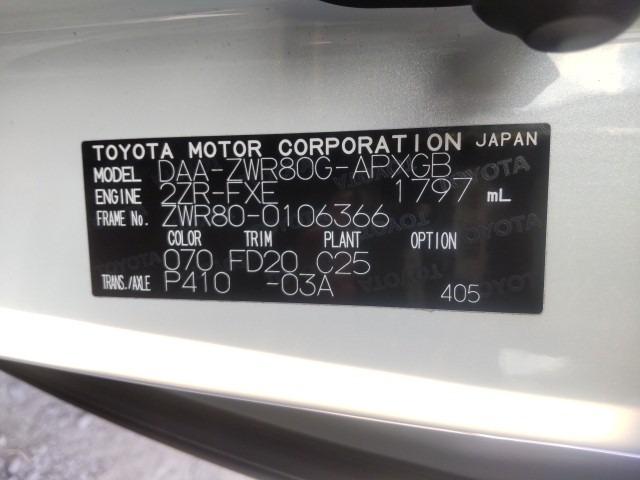 TOYOTA MOTOR CORPORATION JAPAN
MODEL DAA-ZWR80G-APXGB
ENGINE 2ZR-FXE 1797 mL
FRAME No. ZWR80-0106366
COLOR TRIM PLANT OPTION
070 FD20 C25
TRANS./AXLE P410 -03A 405